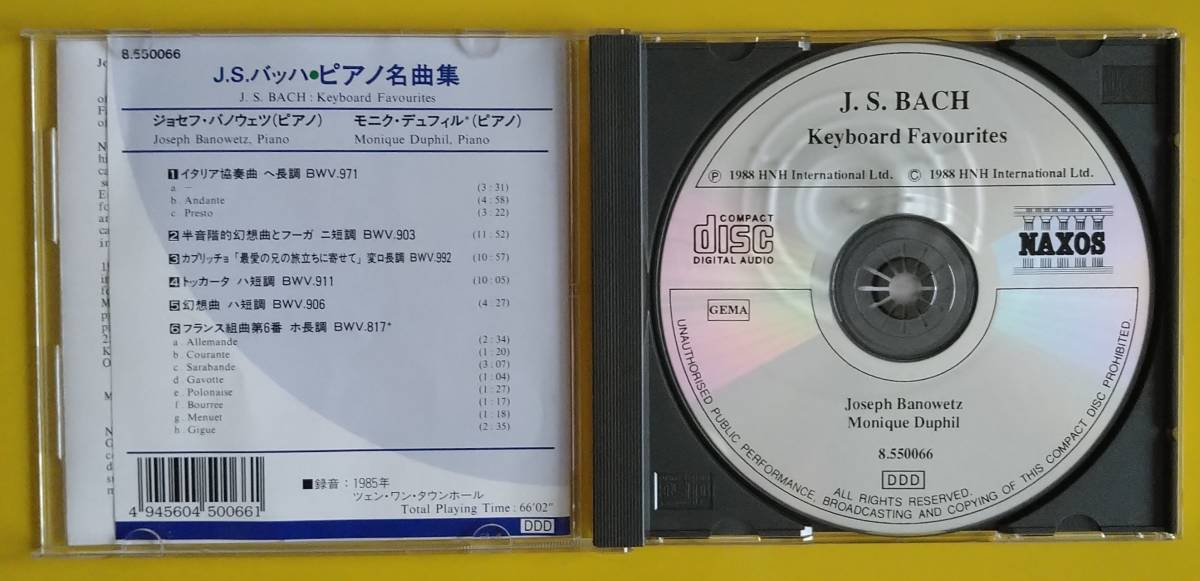 8.550066
J.S.バッハ●ピアノ名曲集
J. S. BACH : Keyboard Favourites
ジョセフ・バノウェツ(ピアノ) モニク・デュフィル*(ピアノ)
Joseph Banowetz, Piano Monique Duphil, Piano
1 イタリア協奏曲 ヘ長調 BWV.971
a. — (3 : 31)
b. Andante (4 : 58)
c. Presto (3 : 22)
2 半音階的幻想曲とフーガ ニ短調 BWV.903 (11 : 52)
3 カプリッチョ「最愛の兄の旅立ちに寄せて」変ロ長調 BWV.992 (10 : 57)
4 トッカータ ハ短調 BWV.911 (10 : 05)
5 幻想曲 ハ短調 BWV.906 (4 : 27)
6 フランス組曲第6番 ホ長調 BWV.817*
a. Allemande (2 : 34)
b. Courante (1 : 20)
c. Sarabande (3 : 07)
d. Gavotte (1 : 04)
e. Polonaise (1 : 27)
f. Bourree (1 : 17)
g. Menuet (1 : 18)
h. Gigue (2 : 35)
4 945604 500661
■録音：1985年
ツェン・ワン・タウンホール
Total Playing Time : 66'02"
DDD
J. S. BACH
Keyboard Favourites
Ⓟ 1988 HNH International Ltd. © 1988 HNH International Ltd.
COMPACT
disc
DIGITAL AUDIO
NAXOS
GEMA
Joseph Banowetz
Monique Duphil
8.550066
DDD
ALL RIGHTS RESERVED.
UNAUTHORISED PUBLIC PERFORMANCE, BROADCASTING AND COPYING OF THIS COMPACT DISC PROHIBITED.